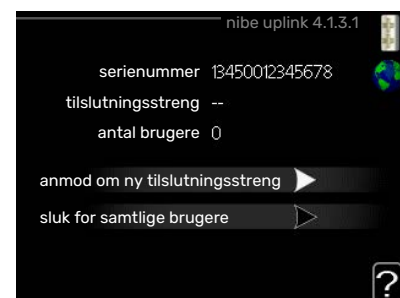 nibe uplink 4.1.3.1
serienummer 13450012345678
tilslutningsstreng --
antal brugere 0
anmod om ny tilslutningsstreng
sluk for samtlige brugere
?